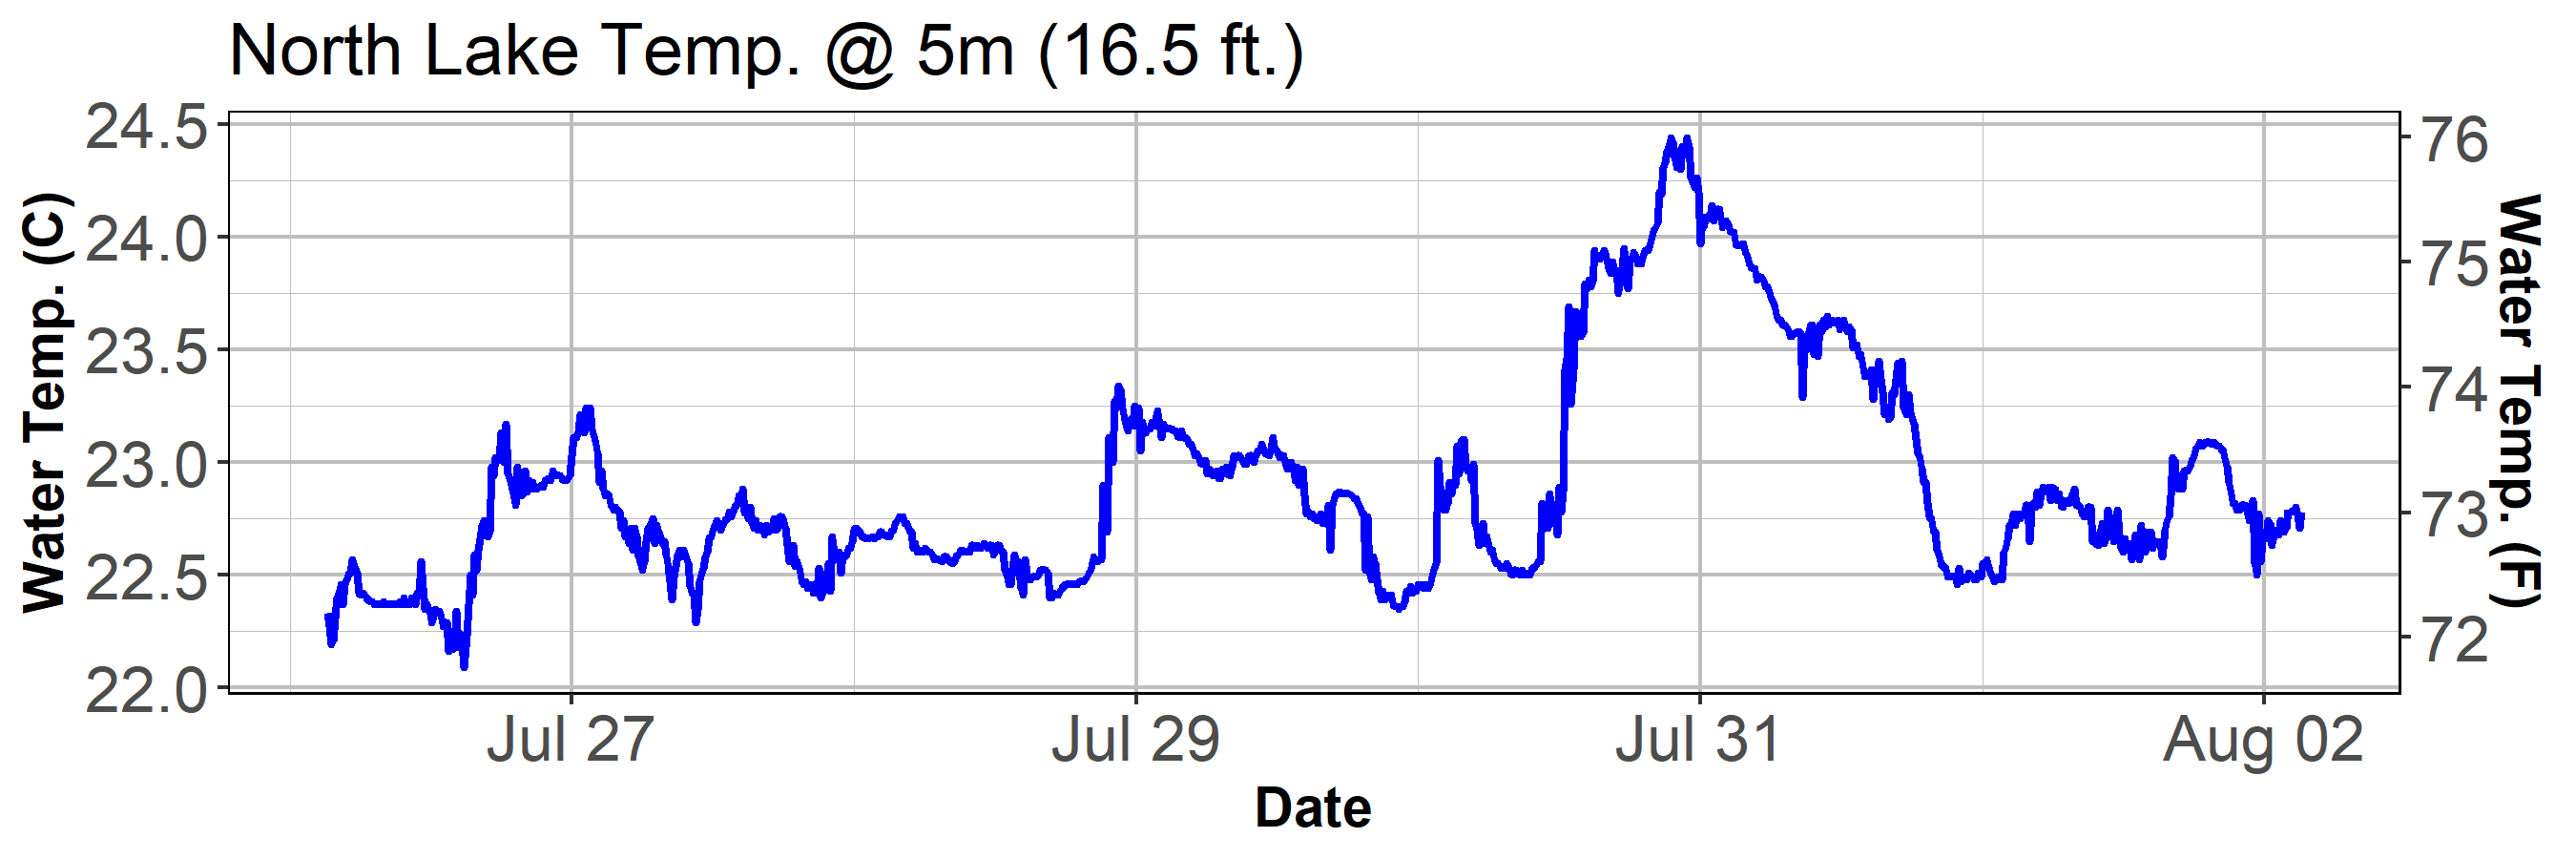 North Lake Temp. @ 5m (16.5 ft.)
Water Temp. (C)
24.5
24.0
23.5
23.0
22.5
22.0
76
75
74
73
72
Water Temp. (F)
Jul 27
Jul 29
Jul 31
Aug 02
Date